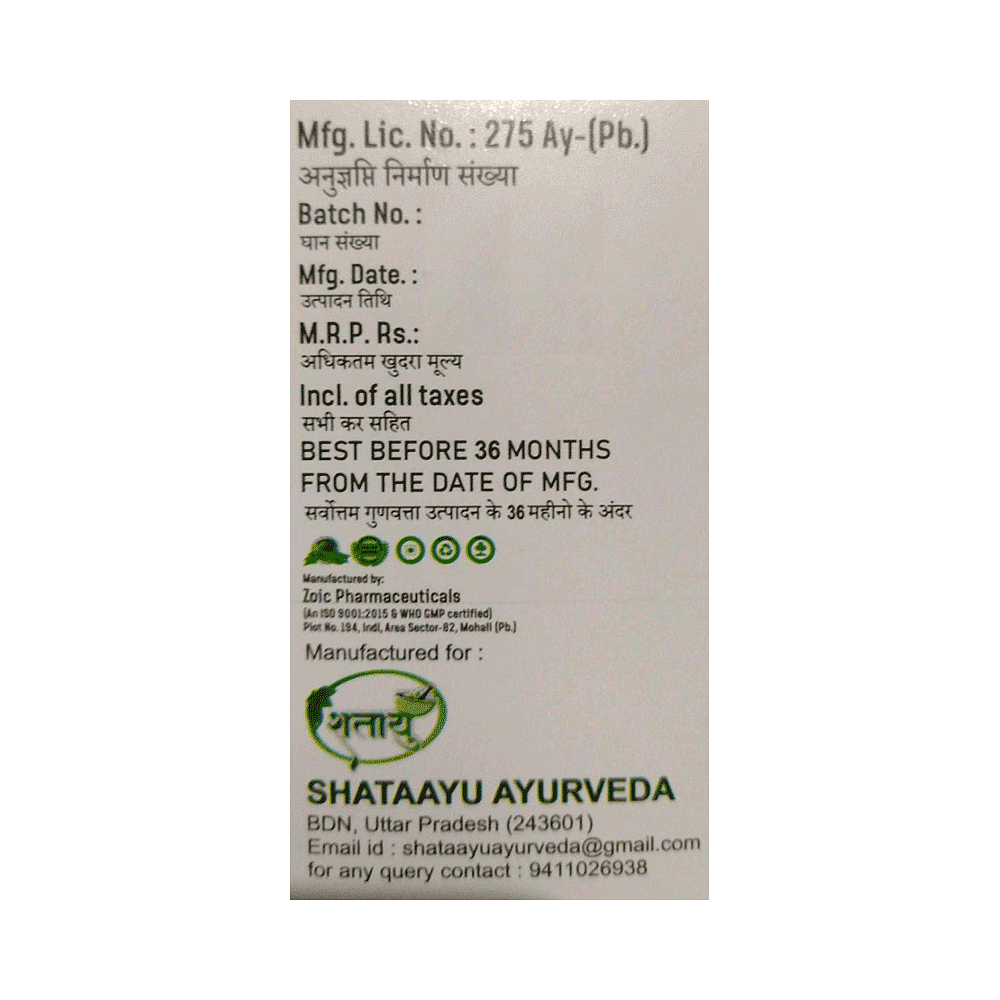 Mfg. Lic. No. : 275 Ay-(Pb.)
अनुज्ञप्ति निर्माण संख्या
Batch No. :
घान संख्या
Mfg. Date. :
उत्पादन तिथि
M.R.P. Rs.:
अधिकतम खुदरा मूल्य
Incl. of all taxes
सभी कर सहित
BEST BEFORE 36 MONTHS
FROM THE DATE OF MFG.
सर्वोत्तम गुणवत्ता उत्पादन के 36 महीनो के अंदर
Manufactured by:
Zoic Pharmaceuticals
(An ISO 9001:2015 & WHO GMP certified)
Plot No. 194, Indl, Area Sector-82, Mohali (Pb.)
Manufactured for :
शतायु
SHATAAYU AYURVEDA
BDN, Uttar Pradesh (243601)
Email id : shataayuayurveda@gmail.com
for any query contact : 9411026938